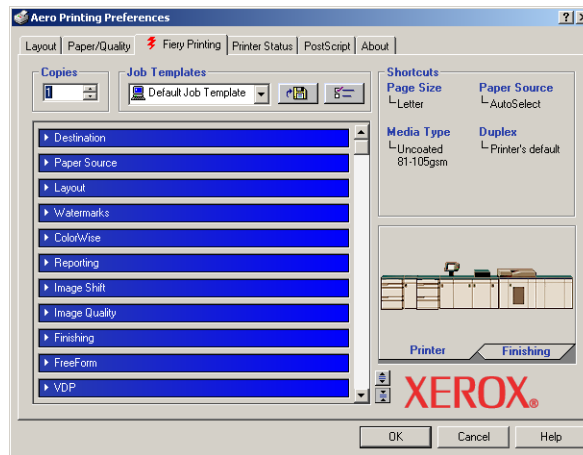 Aero Printing Preferences
Layout Paper/Quality Fiery Printing Printer Status PostScript About
Copies
1
Job Templates
Default Job Template
Destination
Paper Source
Layout
Watermarks
ColorWise
Reporting
Image Shift
Image Quality
Finishing
FreeForm
VDP
Shortcuts
Page Size Paper Source
Letter AutoSelect
Media Type Duplex
Uncoated Printer's default
81-105gsm
Printer Finishing
XEROX®
OK Cancel Help